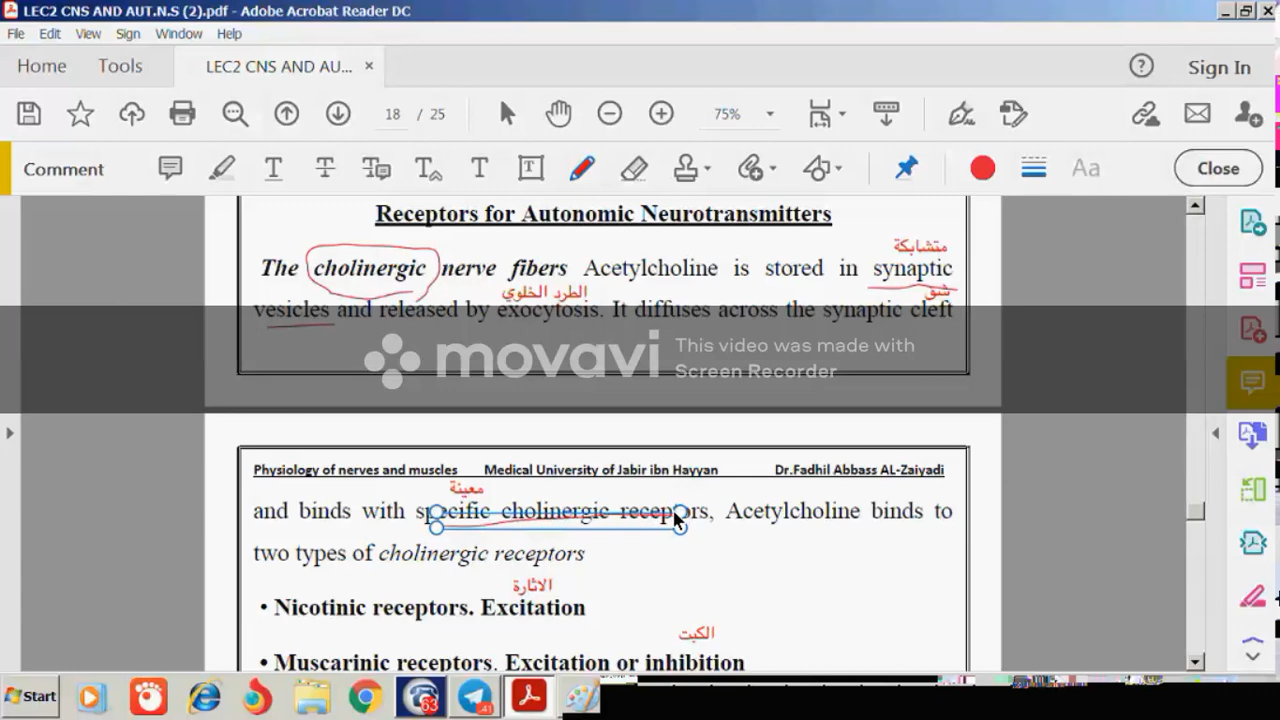 LEC2 CNS AND AUT.N.S (2).pdf - Adobe Acrobat Reader DC
File Edit View Sign Window Help
Home Tools LEC2 CNS AND AU... × Sign In
18 / 25 75%
Comment Close
Receptors for Autonomic Neurotransmitters
متشابكة
The cholinergic nerve fibers Acetylcholine is stored in synaptic
الطرد الخلوي شق
vesicles and released by exocytosis. It diffuses across the synaptic cleft
movavi This video was made with
Screen Recorder
Physiology of nerves and muscles Medical University of Jabir ibn Hayyan Dr.Fadhil Abbass AL-Zaiyadi
معينة
and binds with specific cholinergic receptors, Acetylcholine binds to
two types of cholinergic receptors
الاثارة
• Nicotinic receptors. Excitation
الكبت
• Muscarinic receptors. Excitation or inhibition
Start 63 41